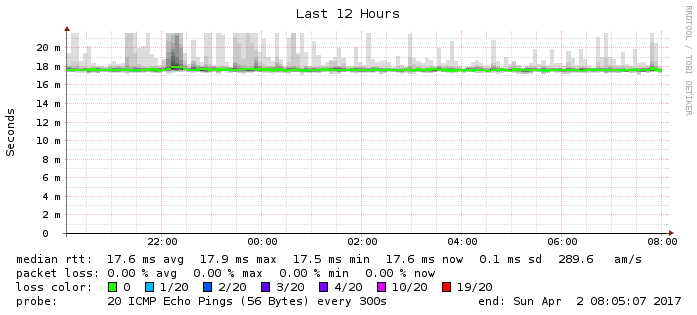 Last 12 Hours
RRDTOOL / TOBI OETIKER
Seconds
20 m
18 m
16 m
14 m
12 m
10 m
8 m
6 m
4 m
2 m
0
22:00 00:00 02:00 04:00 06:00 08:00
median rtt: 17.6 ms avg 17.9 ms max 17.5 ms min 17.6 ms now 0.1 ms sd 289.6 am/s
packet loss: 0.00 % avg 0.00 % max 0.00 % min 0.00 % now
loss color: 0 1/20 2/20 3/20 4/20 10/20 19/20
probe: 20 ICMP Echo Pings (56 Bytes) every 300s end: Sun Apr 2 08:05:07 2017